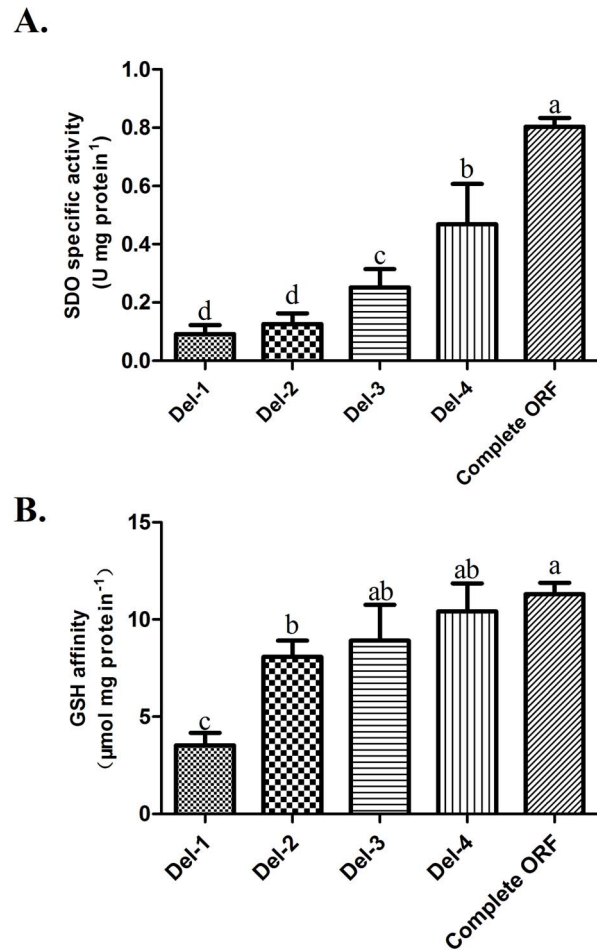 A.
SDO specific activity
(U mg protein¹)
1.0
0.8
0.6
0.4
0.2
0.0
d
d
c
b
a
Del-1
Del-2
Del-3
Del-4
Complete ORF
B.
GSH affinity
（μmol mg protein⁻¹）
15
10
5
0
c
b
ab
ab
a
Del-1
Del-2
Del-3
Del-4
Complete ORF